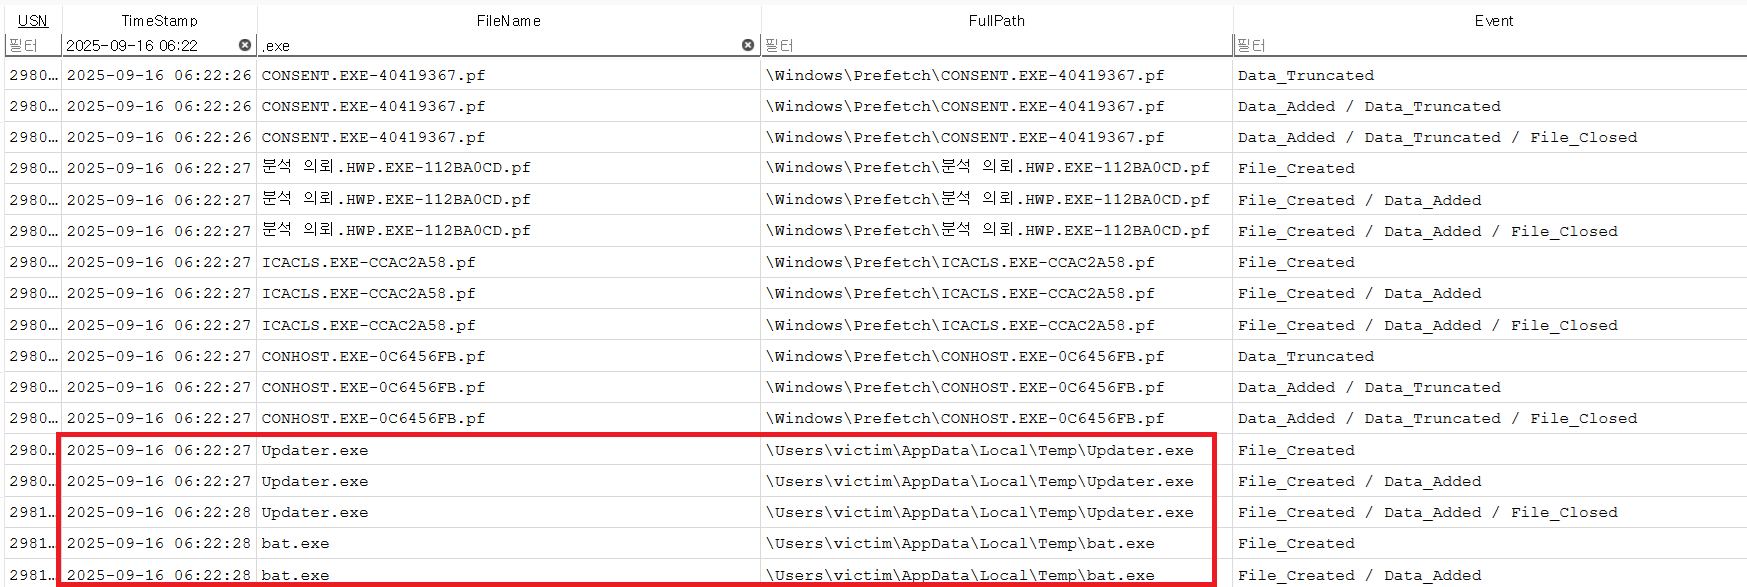 USN TimeStamp FileName FullPath Event
필터 2025-09-16 06:22 .exe 필터 필터
2980… 2025-09-16 06:22:26 CONSENT.EXE-40419367.pf \Windows\Prefetch\CONSENT.EXE-40419367.pf Data_Truncated
2980… 2025-09-16 06:22:26 CONSENT.EXE-40419367.pf \Windows\Prefetch\CONSENT.EXE-40419367.pf Data_Added / Data_Truncated
2980… 2025-09-16 06:22:26 CONSENT.EXE-40419367.pf \Windows\Prefetch\CONSENT.EXE-40419367.pf Data_Added / Data_Truncated / File_Closed
2980… 2025-09-16 06:22:27 분석 의뢰.HWP.EXE-112BA0CD.pf \Windows\Prefetch\분석 의뢰.HWP.EXE-112BA0CD.pf File_Created
2980… 2025-09-16 06:22:27 분석 의뢰.HWP.EXE-112BA0CD.pf \Windows\Prefetch\분석 의뢰.HWP.EXE-112BA0CD.pf File_Created / Data_Added
2980… 2025-09-16 06:22:27 분석 의뢰.HWP.EXE-112BA0CD.pf \Windows\Prefetch\분석 의뢰.HWP.EXE-112BA0CD.pf File_Created / Data_Added / File_Closed
2980… 2025-09-16 06:22:27 ICACLS.EXE-CCAC2A58.pf \Windows\Prefetch\ICACLS.EXE-CCAC2A58.pf File_Created
2980… 2025-09-16 06:22:27 ICACLS.EXE-CCAC2A58.pf \Windows\Prefetch\ICACLS.EXE-CCAC2A58.pf File_Created / Data_Added
2980… 2025-09-16 06:22:27 ICACLS.EXE-CCAC2A58.pf \Windows\Prefetch\ICACLS.EXE-CCAC2A58.pf File_Created / Data_Added / File_Closed
2980… 2025-09-16 06:22:27 CONHOST.EXE-0C6456FB.pf \Windows\Prefetch\CONHOST.EXE-0C6456FB.pf Data_Truncated
2980… 2025-09-16 06:22:27 CONHOST.EXE-0C6456FB.pf \Windows\Prefetch\CONHOST.EXE-0C6456FB.pf Data_Added / Data_Truncated
2980… 2025-09-16 06:22:27 CONHOST.EXE-0C6456FB.pf \Windows\Prefetch\CONHOST.EXE-0C6456FB.pf Data_Added / Data_Truncated / File_Closed
2980… 2025-09-16 06:22:27 Updater.exe \Users\victim\AppData\Local\Temp\Updater.exe File_Created
2980… 2025-09-16 06:22:27 Updater.exe \Users\victim\AppData\Local\Temp\Updater.exe File_Created / Data_Added
2981… 2025-09-16 06:22:28 Updater.exe \Users\victim\AppData\Local\Temp\Updater.exe File_Created / Data_Added / File_Closed
2981… 2025-09-16 06:22:28 bat.exe \Users\victim\AppData\Local\Temp\bat.exe File_Created
2981… 2025-09-16 06:22:28 bat.exe \Users\victim\AppData\Local\Temp\bat.exe File_Created / Data_Added